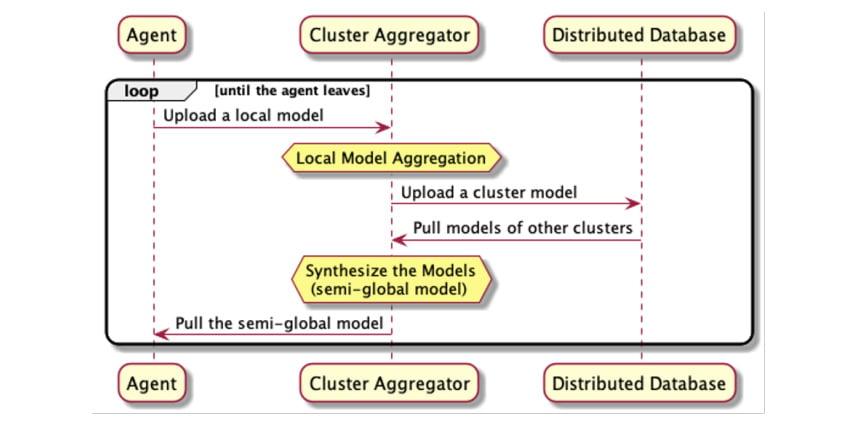 Agent
Cluster Aggregator
Distributed Database
loop
[until the agent leaves]
Upload a local model
Local Model Aggregation
Upload a cluster model
Pull models of other clusters
Synthesize the Models
(semi-global model)
Pull the semi-global model
Agent
Cluster Aggregator
Distributed Database